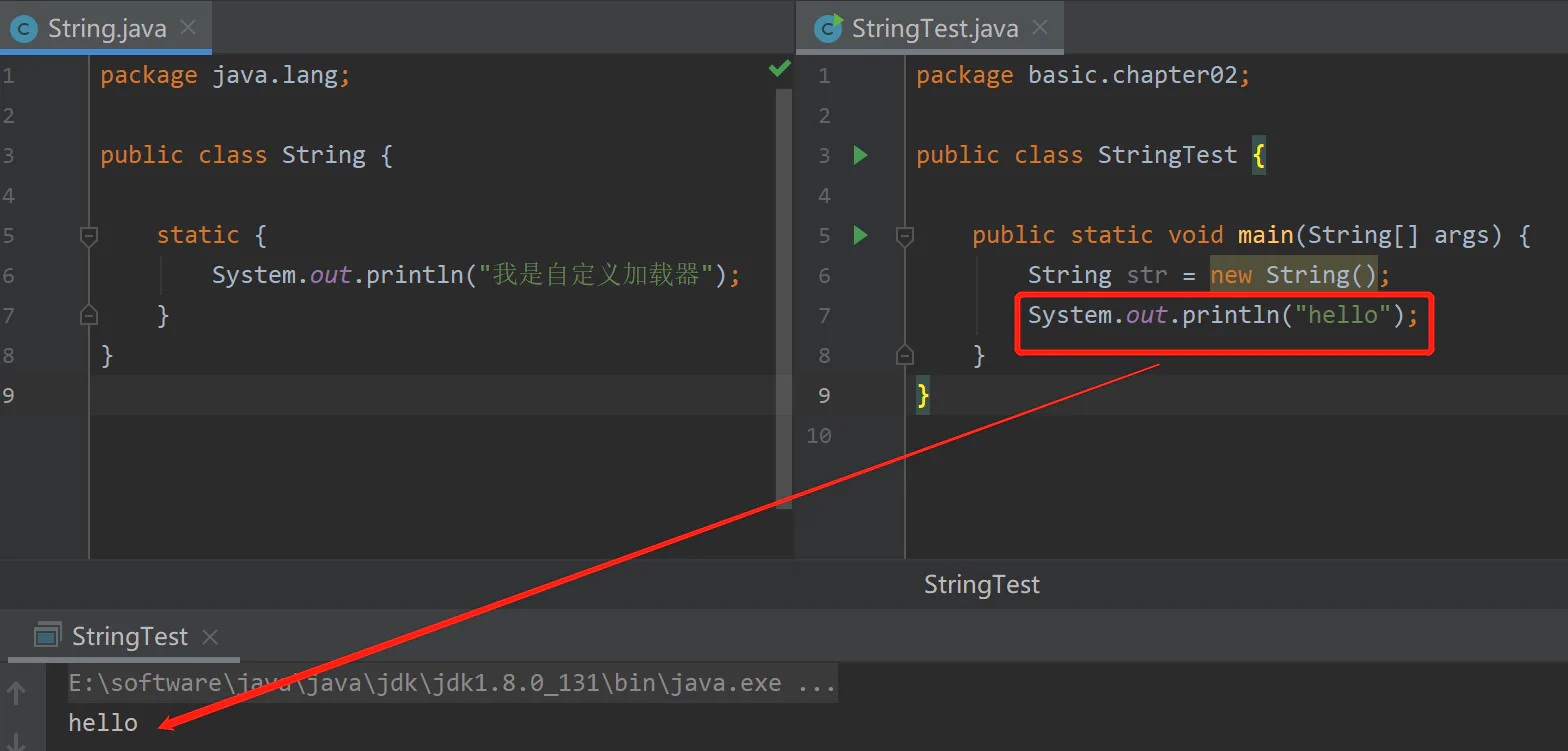 String.java
1 package java.lang;
2
3 public class String {
4
5 static {
6 System.out.println("我是自定义加载器");
7 }
8 }
9
StringTest.java
1 package basic.chapter02;
2
3 public class StringTest {
4
5 public static void main(String[] args) {
6 String str = new String();
7 System.out.println("hello");
8 }
9 }
10
StringTest
StringTest
E:\software\java\java\jdk\jdk1.8.0_131\bin\java.exe ...
hello